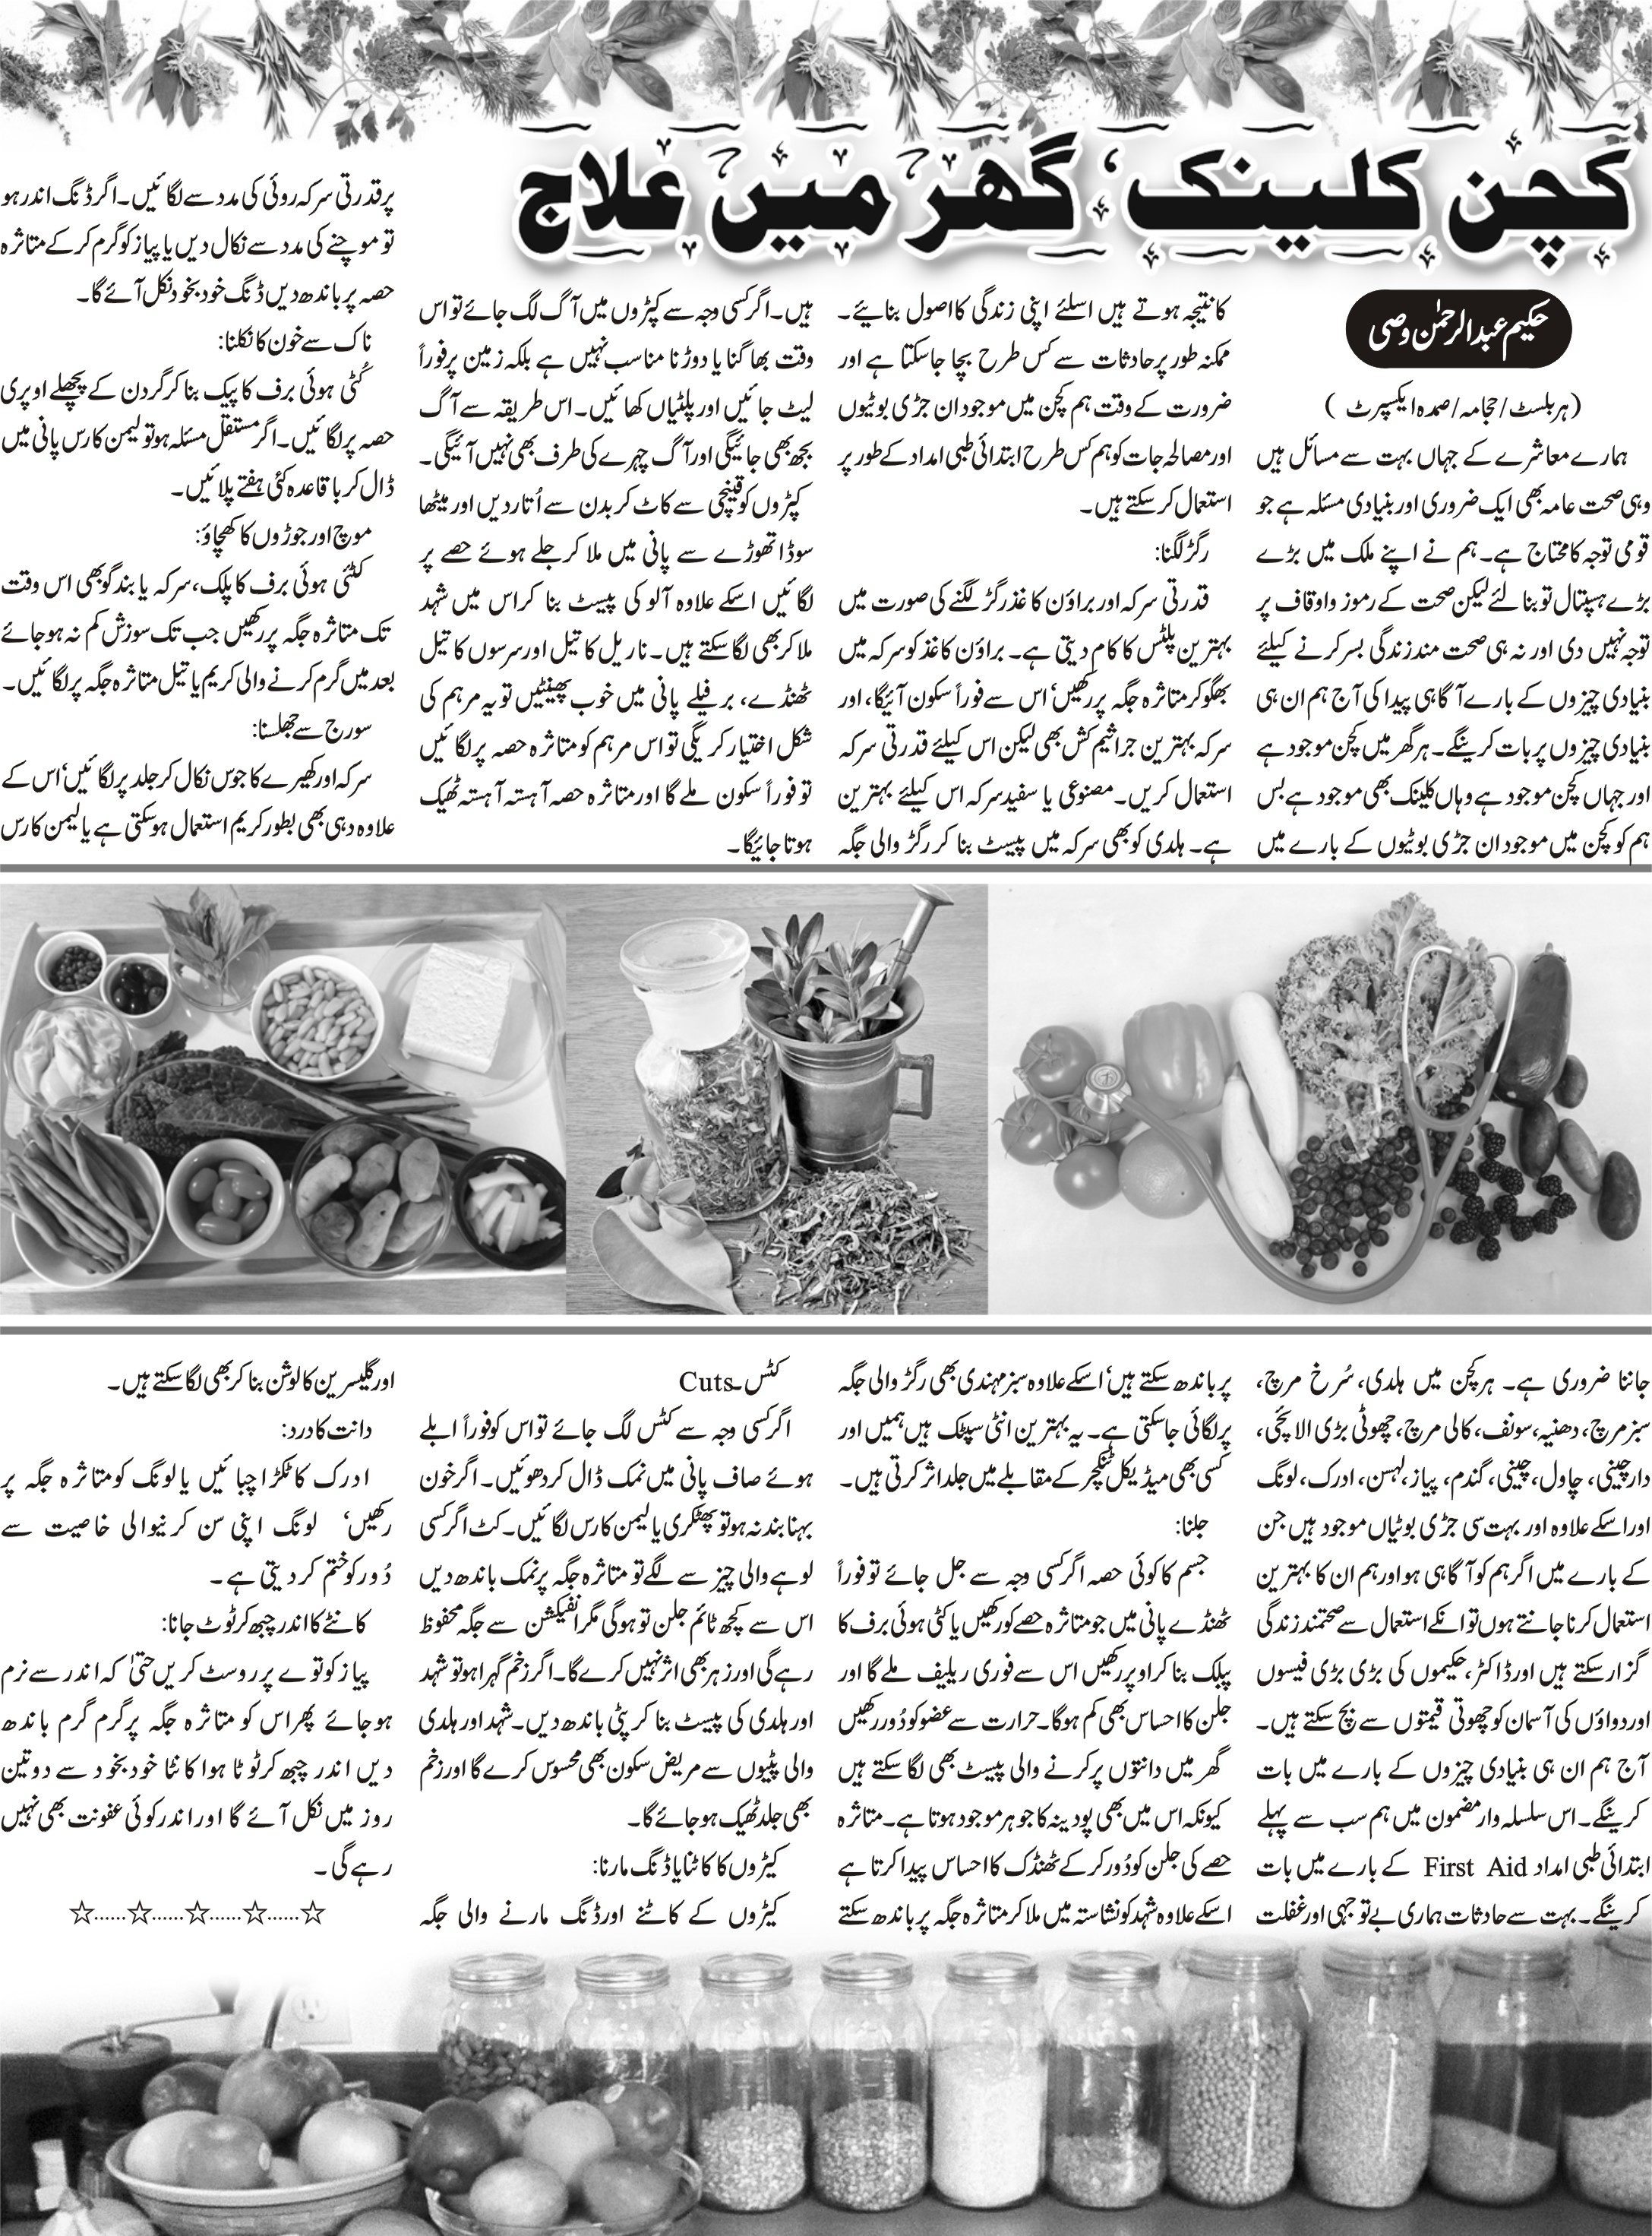 کچن کلینک، گھر میں علاج
حکیم عبدالرحمٰن وصی
(ہربلسٹ/حجامہ/صمدہ ایکسپرٹ)
ہمارے معاشرے کے جہاں بہت سے مسائل ہیں
وہی صحت عامہ بھی ایک ضروری اور بنیادی مسئلہ ہے جو
قومی توجہ کا محتاج ہے۔ ہم نے اپنے ملک میں بڑے
بڑے ہسپتال تو بنا لئے لیکن صحت کے رموز واوقاف پر
توجہ نہیں دی اور نہ ہی صحت مند زندگی بسر کرنے کیلئے
بنیادی چیزوں کے بارے آگاہی پیدا کی آج ہم ان ہی
بنیادی چیزوں پر بات کرینگے۔ ہر گھر میں کچن موجود ہے
اور جہاں کچن موجود ہے وہاں کلینک بھی موجود ہے بس
ہم کو کچن میں موجود ان جڑی بوٹیوں کے بارے میں
جاننا ضروری ہے۔ ہر کچن میں ہلدی، سُرخ مرچ،
سبز مرچ، دھنیہ، سونف، کالی مرچ، چھوٹی بڑی الائچی،
دارچینی، چاول، چینی، گندم، پیاز، لہسن، ادرک، لونگ
اور اسکے علاوہ اور بہت سی جڑی بوٹیاں موجود ہیں جن
کے بارے میں اگر ہم کو آگاہی ہو اور ہم ان کا بہترین
استعمال کرنا جانتے ہوں تو انکے استعمال سے صحتمند زندگی
گزار سکتے ہیں اور ڈاکٹر، حکیموں کی بڑی بڑی فیسوں
اور دواؤں کی آسمان کو چھوتی قیمتوں سے بچ سکتے ہیں۔
آج ہم ان ہی بنیادی چیزوں کے بارے میں بات
کرینگے۔ اس سلسلہ وار مضمون میں ہم سب سے پہلے
ابتدائی طبی امداد First Aid کے بارے میں بات
کرینگے۔ بہت سے حادثات ہماری بے توجہی اور غفلت
کا نتیجہ ہوتے ہیں اسلئے اپنی زندگی کا اصول بنائیے۔
ممکنہ طور پر حادثات سے کس طرح بچا جاسکتا ہے اور
ضرورت کے وقت ہم کچن میں موجود ان جڑی بوٹیوں
اور مصالحہ جات کو ہم کس طرح ابتدائی طبی امداد کے طور پر
استعمال کر سکتے ہیں۔
رگڑ لگنا:
قدرتی سرکہ اور براؤن کاغذ رگڑ لگنے کی صورت میں
بہترین پلٹس کا کام دیتی ہے۔ براؤن کاغذ کو سرکہ میں
بھگو کر متاثرہ جگہ پر رکھیں‘ اس سے فوراً سکون آئیگا، اور
سرکہ بہترین جراثیم کش بھی لیکن اس کیلئے قدرتی سرکہ
استعمال کریں۔ مصنوعی یا سفید سرکہ اس کیلئے بہترین
ہے۔ ہلدی کو بھی سرکہ میں پیسٹ بنا کر رگڑ والی جگہ
پر باندھ سکتے ہیں‘ اسکے علاوہ سبز مہندی بھی رگڑ والی جگہ
پر لگائی جاسکتی ہے۔ یہ بہترین انٹی سپٹک ہیں ہمیں اور
کسی بھی میڈیکل ٹنکچر کے مقابلے میں جلد اثر کرتی ہیں۔
جلنا:
جسم کا کوئی حصہ اگر کسی وجہ سے جل جائے تو فوراً
ٹھنڈے پانی میں جو متاثرہ حصے کو رکھیں یا کٹی ہوئی برف کا
پپلک بنا کر اوپر رکھیں اس سے فوری ریلیف ملے گا اور
جلن کا احساس بھی کم ہوگا۔ حرارت سے عضو کو دُور رکھیں
گھر میں دانتوں پر کرنے والی پیسٹ بھی لگا سکتے ہیں
کیونکہ اس میں بھی پودینہ کا جوہر موجود ہوتا ہے۔ متاثرہ
حصے کی جلن کو دُور کرکے ٹھنڈک کا احساس پیدا کرتا ہے
اسکے علاوہ شہد کو نشاستہ میں ملا کر متاثرہ جگہ پر باندھ سکتے
ہیں۔ اگر کسی وجہ سے کپڑوں میں آگ لگ جائے تو اس
وقت بھاگنا یا دوڑنا مناسب نہیں ہے بلکہ زمین پر فوراً
لیٹ جائیں اور پلٹیاں کھائیں۔ اس طریقہ سے آگ
بجھ بھی جائیگی اور آگ چہرے کی طرف بھی نہیں آئیگی۔
کپڑوں کو قینچی سے کاٹ کر بدن سے اُتار دیں اور میٹھا
سوڈا تھوڑے سے پانی میں ملا کر جلے ہوئے حصے پر
لگائیں اسکے علاوہ آلو کی پیسٹ بنا کر اس میں شہد
ملا کر بھی لگا سکتے ہیں۔ ناریل کا تیل اور سرسوں کا تیل
ٹھنڈے، برفیلے پانی میں خوب پھینٹیں تو یہ مرہم کی
شکل اختیار کریگی تو اس مرہم کو متاثرہ حصہ پر لگائیں
تو فوراً سکون ملے گا اور متاثرہ حصہ آہستہ آہستہ ٹھیک
ہوتا جائیگا۔
کٹس۔Cuts
اگر کسی وجہ سے کٹس لگ جائے تو اس کو فوراً ابلے
ہوئے صاف پانی میں نمک ڈال کر دھوئیں۔ اگر خون
بہنا بند نہ ہو تو پھٹکری یا لیمن کا رس لگائیں۔ کٹ اگر کسی
لوہے والی چیز سے لگے تو متاثرہ جگہ پر نمک باندھ دیں
اس سے کچھ ٹائم جلن تو ہوگی مگر انفیکشن سے جگہ محفوظ
رہے گی اور زہر بھی اثر نہیں کرے گا۔ اگر زخم گہرا ہو تو شہد
اور ہلدی کی پیسٹ بنا کر پٹی باندھ دیں۔ شہد اور ہلدی
والی پٹیوں سے مریض سکون بھی محسوس کرے گا اور زخم
بھی جلد ٹھیک ہو جائے گا۔
کیڑوں کا کاٹنا یا ڈنگ مارنا:
کیڑوں کے کاٹنے اور ڈنگ مارنے والی جگہ
پر قدرتی سرکہ روئی کی مدد سے لگائیں۔ اگر ڈنگ اندر ہو
تو موچنے کی مدد سے نکال دیں یا پیاز کو گرم کرکے متاثرہ
حصہ پر باندھ دیں ڈنگ خود بخود نکل آئے گا۔
ناک سے خون کا نکلنا:
کُٹی ہوئی برف کا پیک بنا کر گردن کے پچھلے اوپری
حصہ پر لگائیں۔ اگر مستقل مسئلہ ہو تو لیمن کا رس پانی میں
ڈال کر باقاعدہ کئی ہفتے پلائیں۔
موچ اور جوڑوں کا کھچاؤ:
کٹئی ہوئی برف کا پلک، سرکہ یا بند گوبھی اس وقت
تک متاثرہ جگہ پر رکھیں جب تک سوزش کم نہ ہو جائے
بعد میں گرم کرنے والی کریم یا تیل متاثرہ جگہ پر لگائیں۔
سورج سے جھلسنا:
سرکہ اور کھیرے کا جوس نکال کر جلد پر لگائیں‘ اس کے
علاوہ دہی بھی بطور کریم استعمال ہوسکتی ہے یا لیمن کا رس
اور گلیسرین کا لوشن بنا کر بھی لگا سکتے ہیں۔
دانت کا درد:
ادرک کا ٹکڑا چبائیں یا لونگ کو متاثرہ جگہ پر
رکھیں‘ لونگ اپنی سن کرنیوالی خاصیت سے
دُور کو ختم کر دیتی ہے۔
کانٹے کا اندر چبھ کر ٹوٹ جانا:
پیاز کو توے پر روسٹ کریں حتیٰ کہ اندر سے نرم
ہو جائے پھر اس کو متاثرہ جگہ پر گرم گرم باندھ
دیں اندر چبھ کر ٹوٹا ہوا کانٹا خود بخود سے دو تین
روز میں نکل آئے گا اور اندر کوئی عفونت بھی نہیں
رہے گی۔
☆......☆......☆......☆......☆